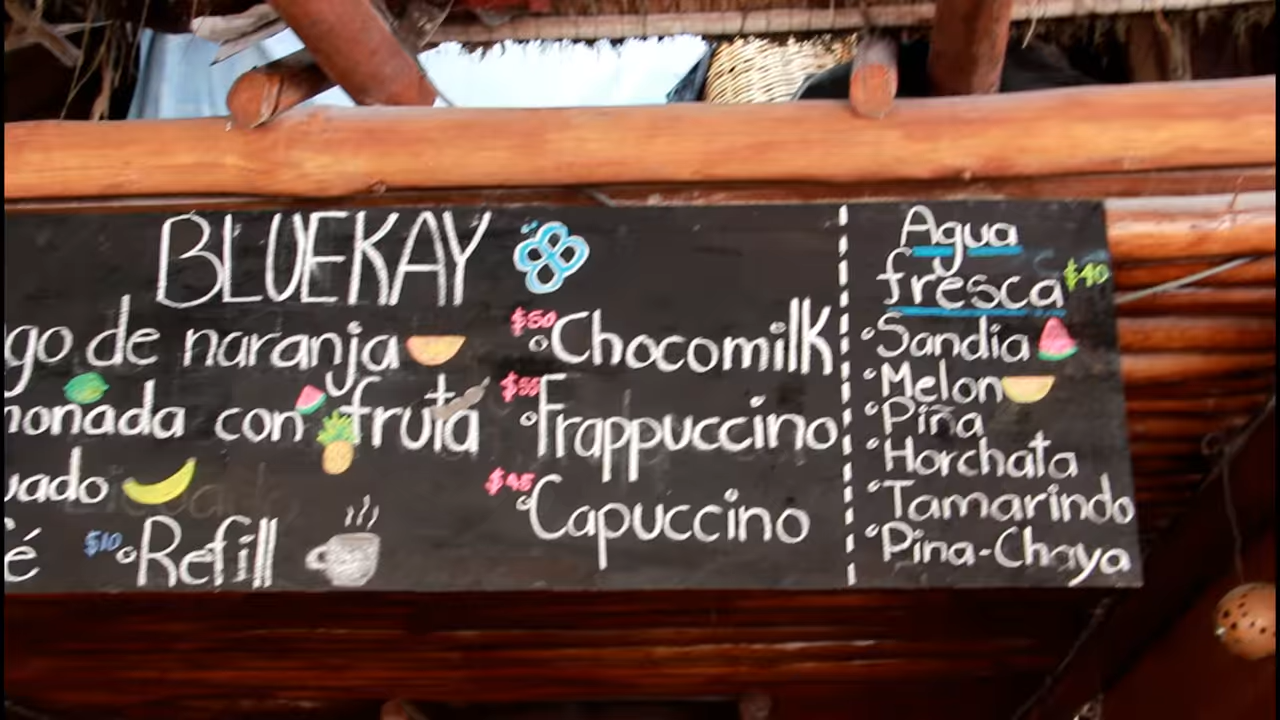 BLUEKAY
go de naranja
monada con fruta
uado
fé
$10 Refill
$50 Chocomilk
$55 Frappuccino
$45 Capuccino
Agua
fresca $40
Sandia
Melon
Piña
Horchata
Tamarindo
Pina-Chaya